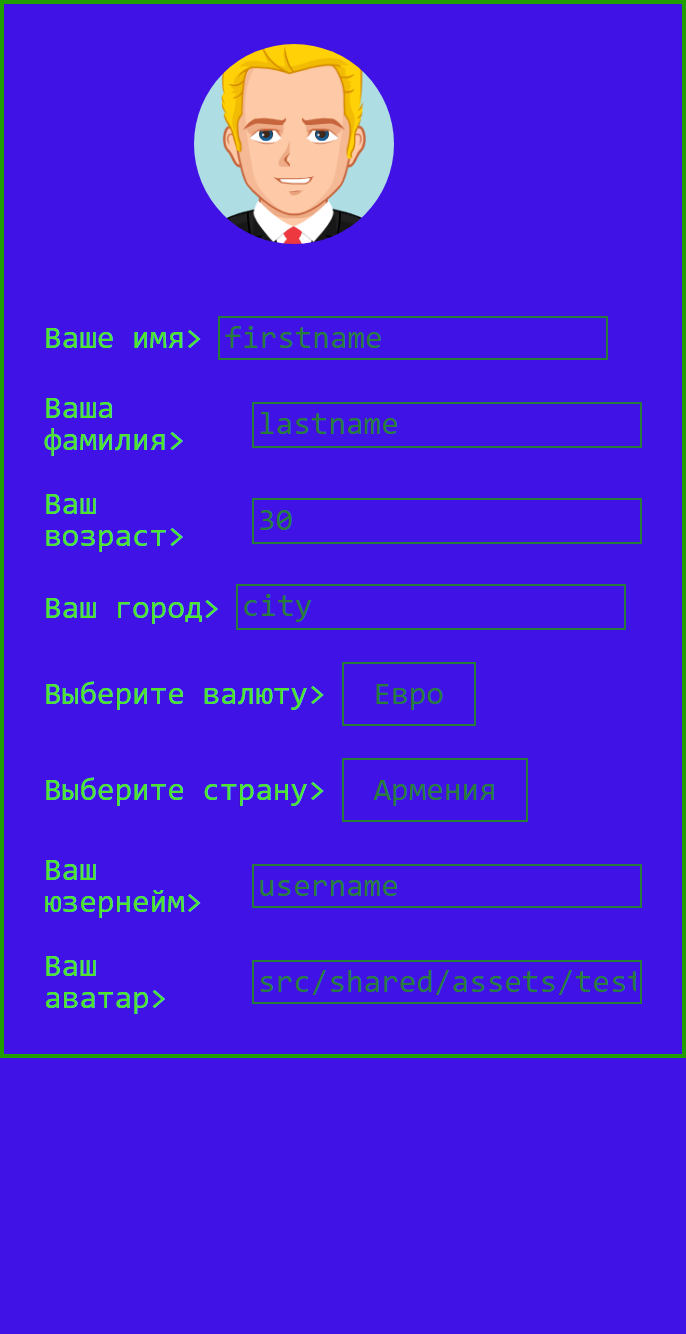 Ваше имя> firstname
Ваша
фамилия> lastname
Ваш
возраст> 30
Ваш город> city
Выберите валюту> Евро
Выберите страну> Армения
Ваш
юзернейм> username
Ваш
аватар> src/shared/assets/test